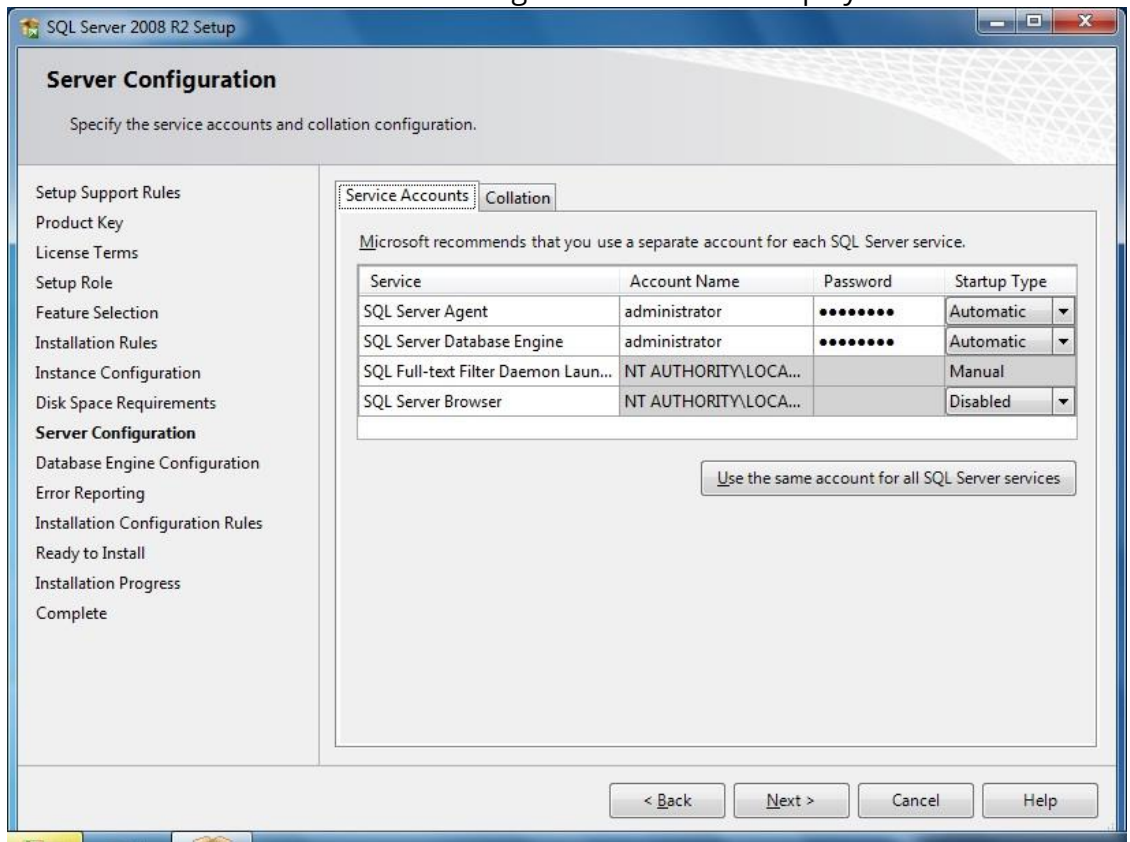 SQL Server 2008 R2 Setup
Server Configuration
Specify the service accounts and collation configuration.
Setup Support Rules
Product Key
License Terms
Setup Role
Feature Selection
Installation Rules
Instance Configuration
Disk Space Requirements
Server Configuration
Database Engine Configuration
Error Reporting
Installation Configuration Rules
Ready to Install
Installation Progress
Complete
Service Accounts Collation
Microsoft recommends that you use a separate account for each SQL Server service.
Service Account Name Password Startup Type
SQL Server Agent administrator •••••••• Automatic
SQL Server Database Engine administrator •••••••• Automatic
SQL Full-text Filter Daemon Laun... NT AUTHORITY\LOCA... Manual
SQL Server Browser NT AUTHORITY\LOCA... Disabled
Use the same account for all SQL Server services
< Back Next > Cancel Help